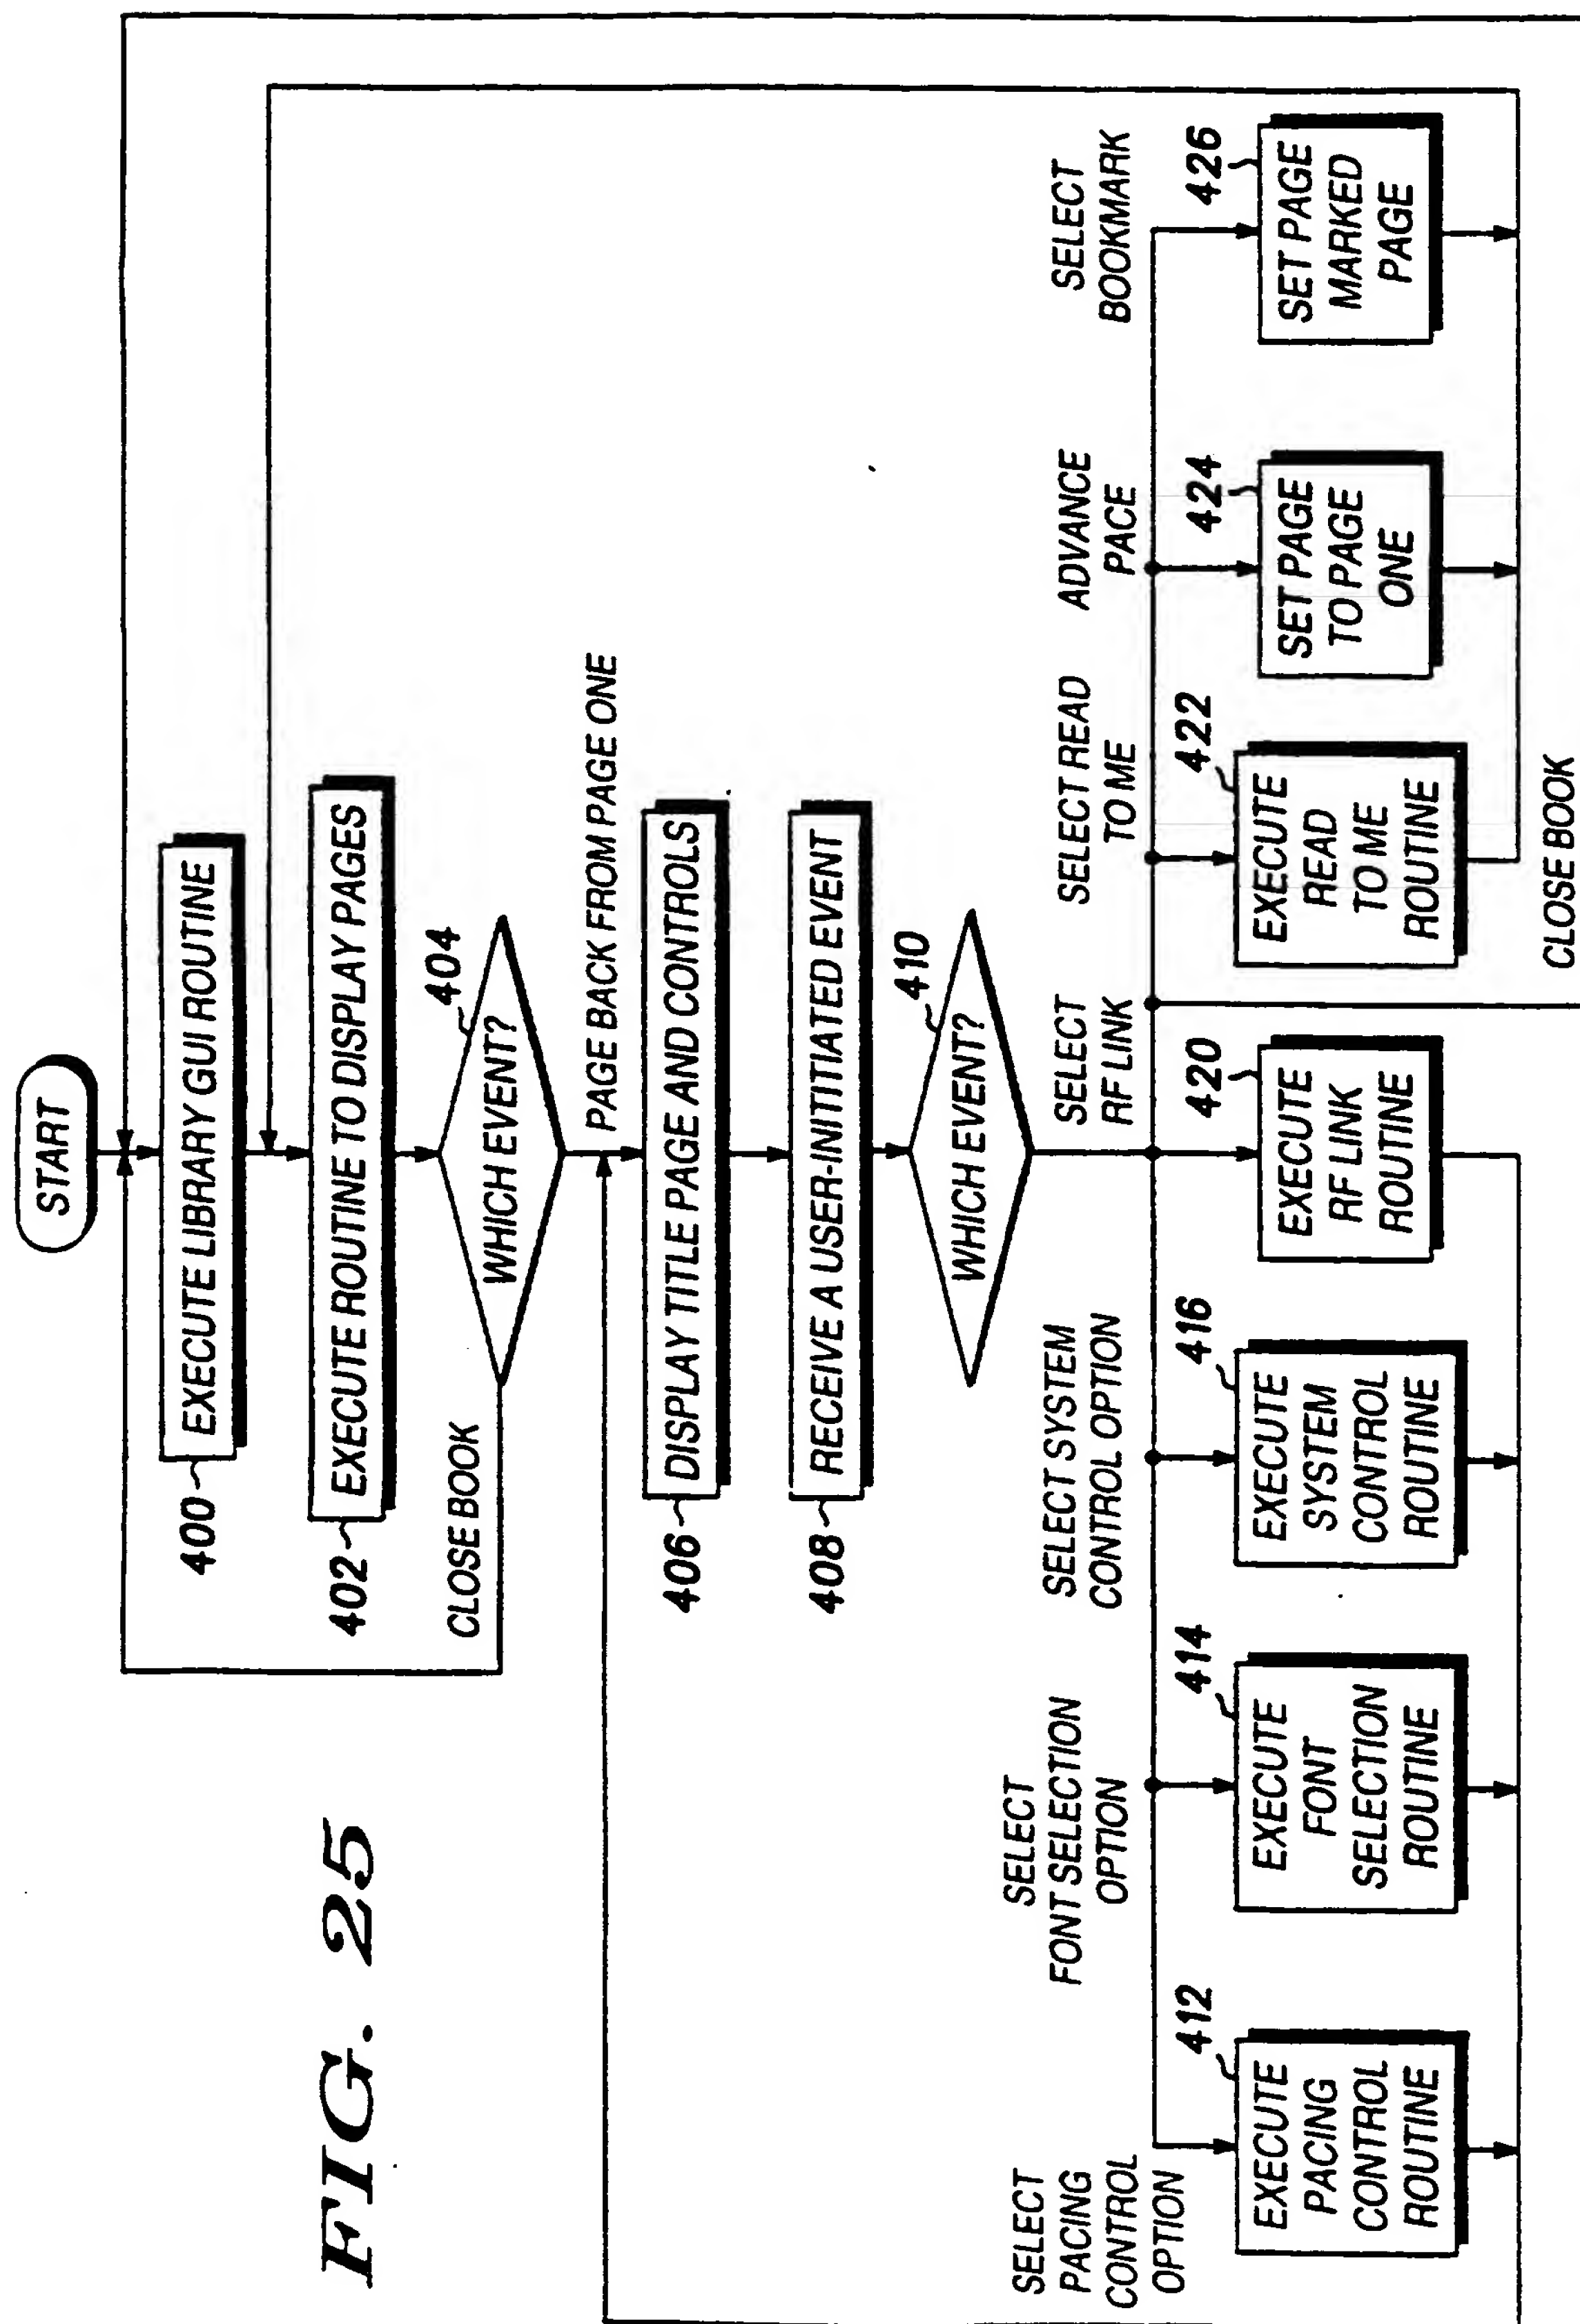 FIG. 25
START
400
EXECUTE LIBRARY GUI ROUTINE
402
EXECUTE ROUTINE TO DISPLAY PAGES
404
WHICH EVENT?
CLOSE BOOK
PAGE BACK FROM PAGE ONE
406
DISPLAY TITLE PAGE AND CONTROLS
408
RECEIVE A USER-INITITIATED EVENT
410
WHICH EVENT?
SELECT
PACING
CONTROL
OPTION
412
EXECUTE
PACING
CONTROL
ROUTINE
SELECT
FONT SELECTION
OPTION
414
EXECUTE
FONT
SELECTION
ROUTINE
SELECT SYSTEM
CONTROL OPTION
416
EXECUTE
SYSTEM
CONTROL
ROUTINE
SELECT
RF LINK
420
EXECUTE
RF LINK
ROUTINE
SELECT READ
TO ME
422
EXECUTE
READ
TO ME
ROUTINE
ADVANCE
PACE
424
SET PAGE
TO PAGE
ONE
SELECT
BOOKMARK
426
SET PAGE
MARKED
PAGE
CLOSE BOOK